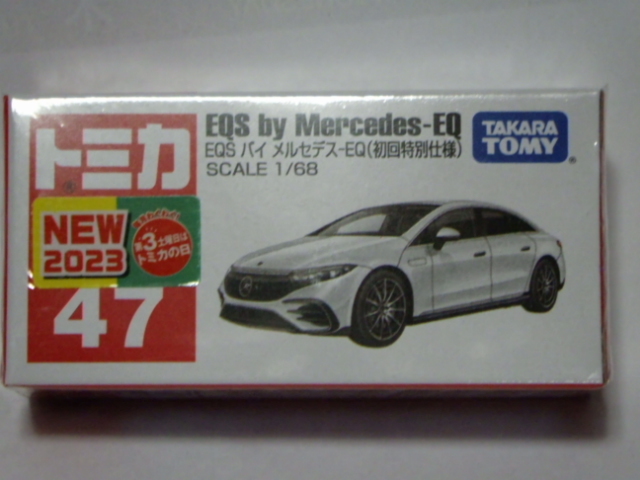 トミカ
®
EQS by Mercedes-EQ
EQS バイ メルセデス-EQ(初回特別仕様)
SCALE 1/68
TAKARA
TOMY
®
NEW
2023
第3土曜日は
トミカの日
47